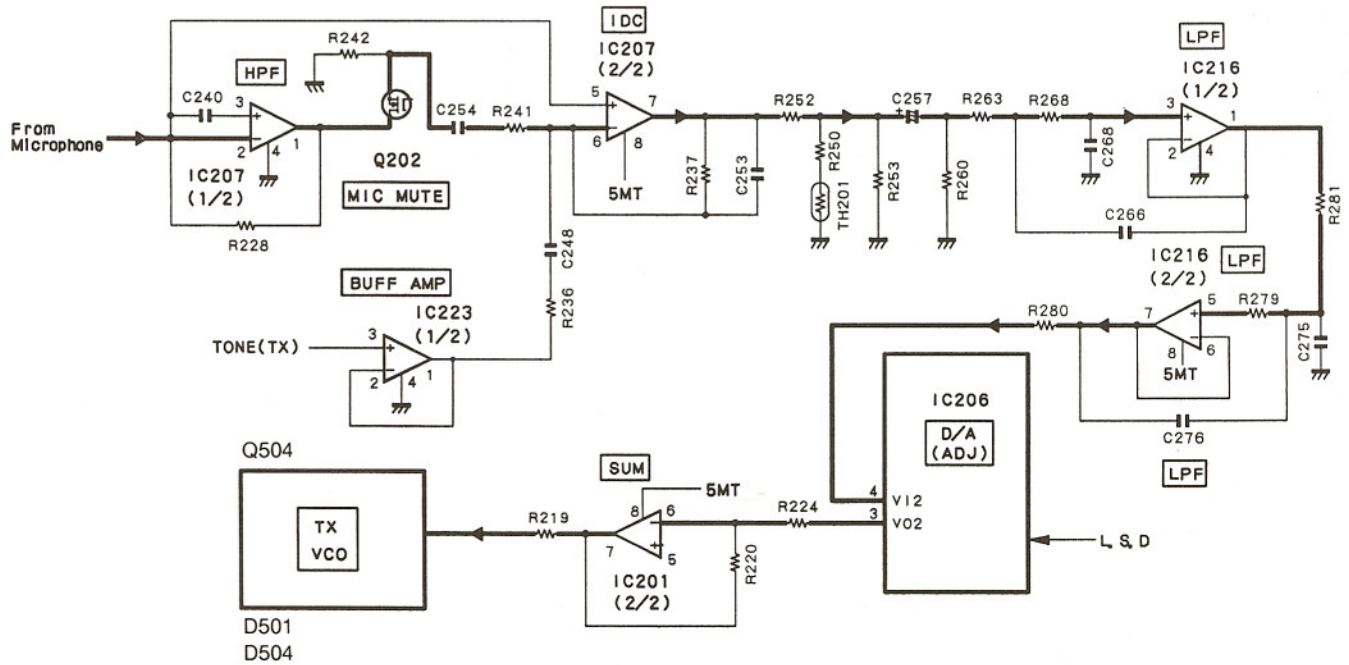 From
Microphone
HPF
C240
3
+
−
2
4
1
IC207
(1/2)
R228
R242
Q202
MIC MUTE
C254
R241
IDC
IC207
(2/2)
5
+
−
6
7
8
5MT
R237
C253
R252
R250
TH201
R253
C257
+
R260
R263
R268
C268
LPF
IC216
(1/2)
3
+
−
2
4
1
C266
R281
BUFF AMP
IC223
(1/2)
TONE(TX)
3
+
−
2
4
1
C248
R236
IC216
(2/2)
LPF
7
5
+
−
6
8
5MT
R279
C275
R280
C276
LPF
IC206
D/A
(ADJ)
4
VI2
3
VO2
L.S.D
R224
R220
SUM
5MT
8
6
−
+
5
7
IC201
(2/2)
R219
Q504
TX
VCO
D501
D504